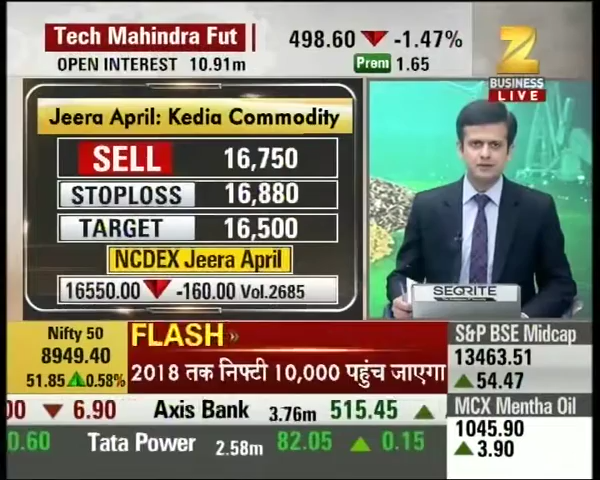 Tech Mahindra Fut
498.60 -1.47%
OPEN INTEREST 10.91m
Prem 1.65
Z
BUSINESS
LIVE
Jeera April: Kedia Commodity
SELL 16,750
STOPLOSS 16,880
TARGET 16,500
NCDEX Jeera April
16550.00 -160.00 Vol.2685
SEQRITE
Nifty 50
8949.40
51.85 0.58%
FLASH
2018 तक निफ्टी 10,000 पहुंच जाएगा
S&P BSE Midcap
13463.51
54.47
00 6.90 Axis Bank 3.76m 515.45
MCX Mentha Oil
1045.90
3.90
0.60 Tata Power 2.58m 82.05 0.15